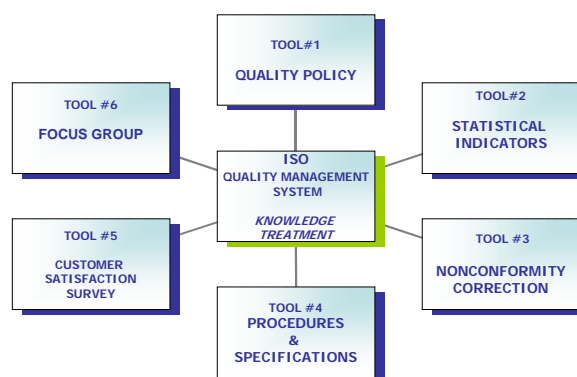 TOOL#1
QUALITY POLICY
TOOL#2
STATISTICAL
INDICATORS
TOOL #3
NONCONFORMITY
CORRECTION
TOOL #4
PROCEDURES
&
SPECIFICATIONS
TOOL #5
CUSTOMER
SATISFACTION
SURVEY
TOOL #6
FOCUS GROUP
ISO
QUALITY MANAGEMENT
SYSTEM
KNOWLEDGE
TREATMENT